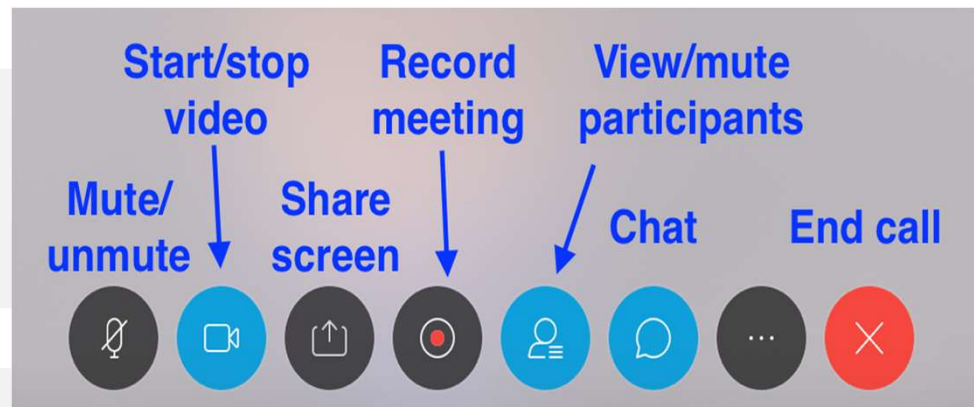 Start/stop
video
Record
meeting
View/mute
participants
Mute/
unmute
Share
screen
Chat
End call